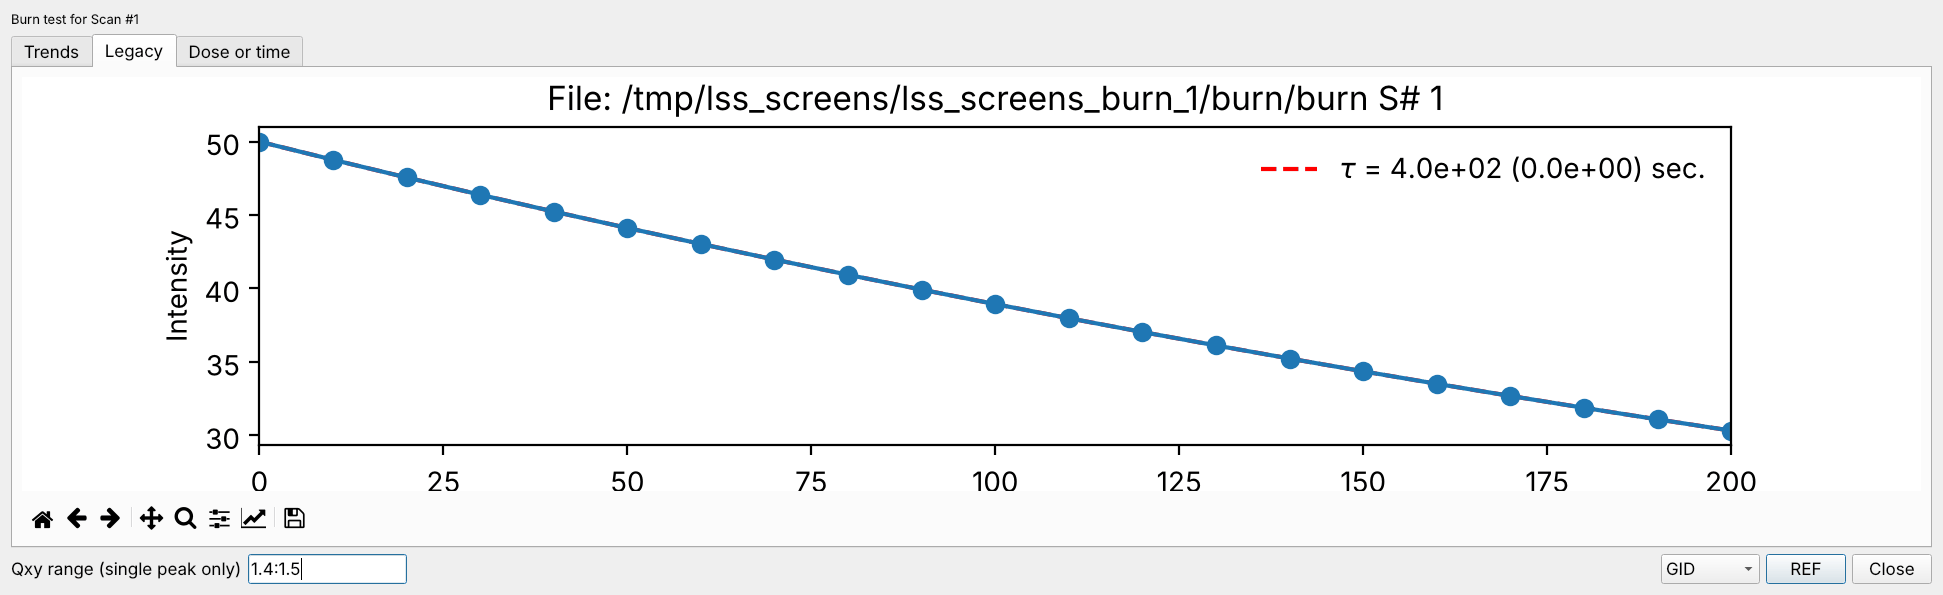 Burn test for Scan #1
Trends Legacy Dose or time
File: /tmp/lss_screens/lss_screens_burn_1/burn/burn S# 1
τ = 4.0e+02 (0.0e+00) sec.
Intensity
50
45
40
35
30
0 25 50 75 100 125 150 175 200
Qxy range (single peak only) 1.4:1.5 GID REF Close